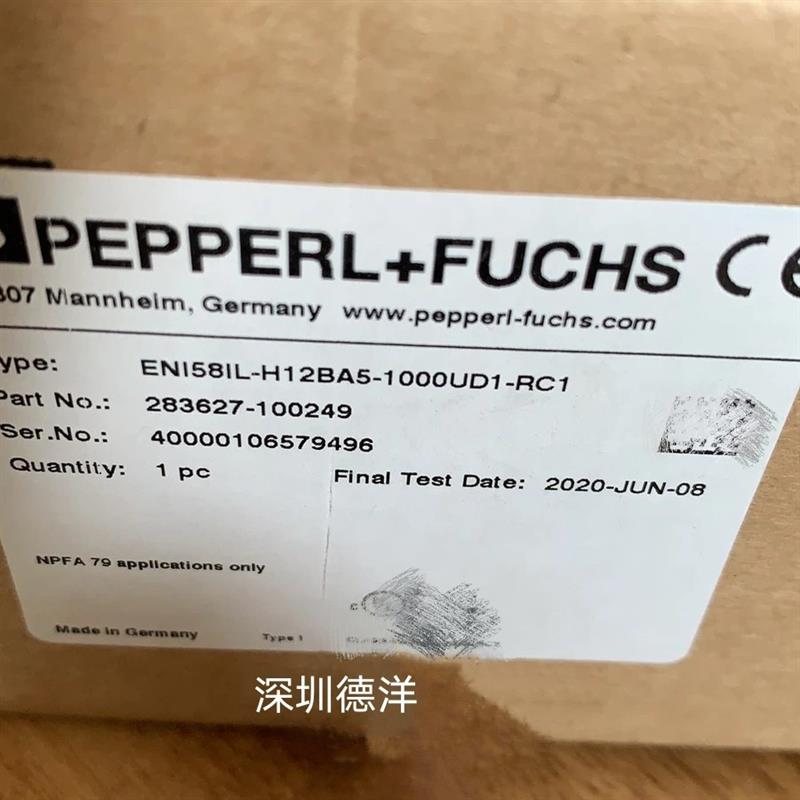 PEPPERL+FUCHS CE
307 Mannheim, Germany www.pepperl-fuchs.com
ype: ENI58IL-H12BA5-1000UD1-RC1
Part No.: 283627-100249
Ser.No.: 40000106579496
Quantity: 1 pc
Final Test Date: 2020-JUN-08
NPFA 79 applications only
Made in Germany Type 1
深圳德洋